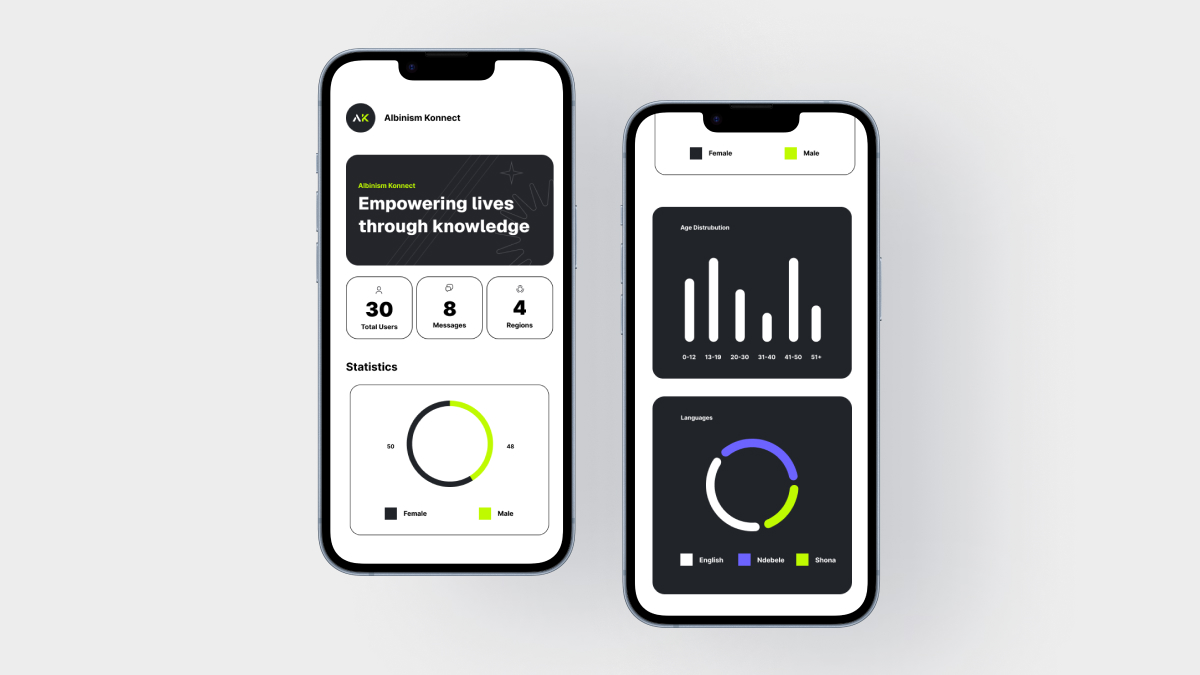 AK
Albinism Konnect
Albinism Konnect
Empowering lives
through knowledge
30
Total Users
8
Messages
4
Regions
Statistics
50
48
Female
Male
Female
Male
Age Distrubution
0-12
13-19
20-30
31-40
41-50
51+
Languages
English
Ndebele
Shona